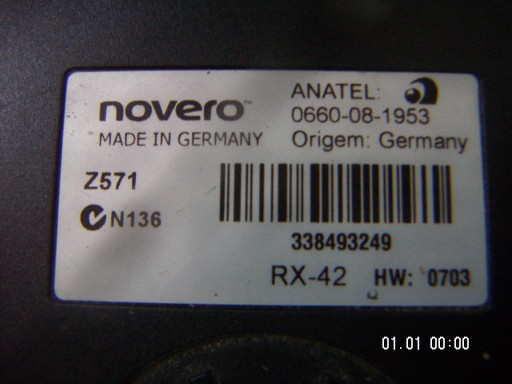 novero™
MADE IN GERMANY
ANATEL:
0660-08-1953
Origem: Germany
Z571
N136
338493249
RX-42 HW: 0703
01.01 00:00